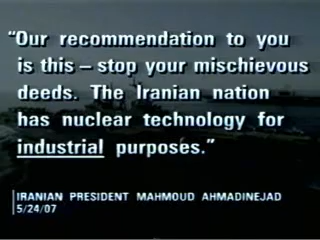 “Our recommendation to you
is this – stop your mischievous
deeds. The Iranian nation
has nuclear technology for
industrial purposes.”
IRANIAN PRESIDENT MAHMOUD AHMADINEJAD
5/24/07